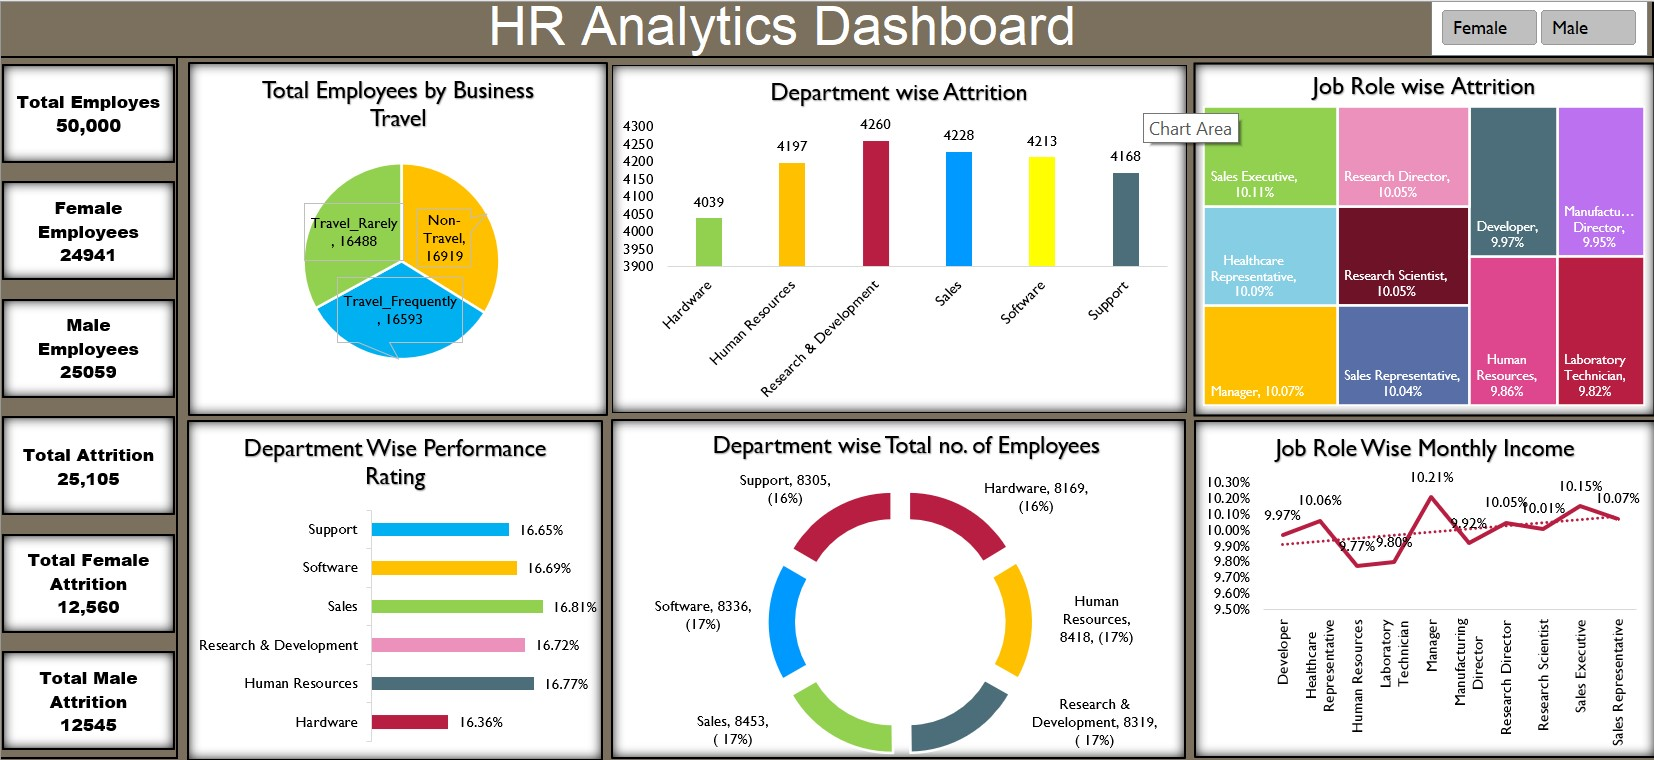 HR Analytics Dashboard
Female
Male
Total Employes
50,000
Female
Employees
24941
Male
Employees
25059
Total Attrition
25,105
Total Female
Attrition
12,560
Total Male
Attrition
12545
Total Employees by Business
Travel
Travel_Rarely
, 16488
Non-
Travel,
16919
Travel_Frequently
, 16593
Department wise Attrition
4300
4250
4200
4150
4100
4050
4000
3950
3900
4039
4197
4260
4228
4213
4168
Hardware
Human Resources
Research & Development
Sales
Software
Support
Chart Area
Job Role wise Attrition
Sales Executive,
10.11%
Research Director,
10.05%
Developer,
9.97%
Manufactu...
Director,
9.95%
Healthcare
Representative,
10.09%
Research Scientist,
10.05%
Manager, 10.07%
Sales Representative,
10.04%
Human
Resources,
9.86%
Laboratory
Technician,
9.82%
Department Wise Performance
Rating
Support
16.65%
Software
16.69%
Sales
16.81%
Research & Development
16.72%
Human Resources
16.77%
Hardware
16.36%
Department wise Total no. of Employees
Support, 8305,
(16%)
Hardware, 8169,
(16%)
Software, 8336,
(17%)
Human
Resources,
8418, (17%)
Sales, 8453,
( 17%)
Research &
Development, 8319,
( 17%)
Job Role Wise Monthly Income
10.30%
10.20%
10.10%
10.00%
9.90%
9.80%
9.70%
9.60%
9.50%
9.97%
10.06%
9.77%
9.80%
10.21%
9.92%
10.05%
10.01%
10.15%
10.07%
Developer
Healthcare
Representative
Human Resources
Laboratory
Technician
Manager
Manufacturing
Director
Research Director
Research Scientist
Sales Executive
Sales Representative